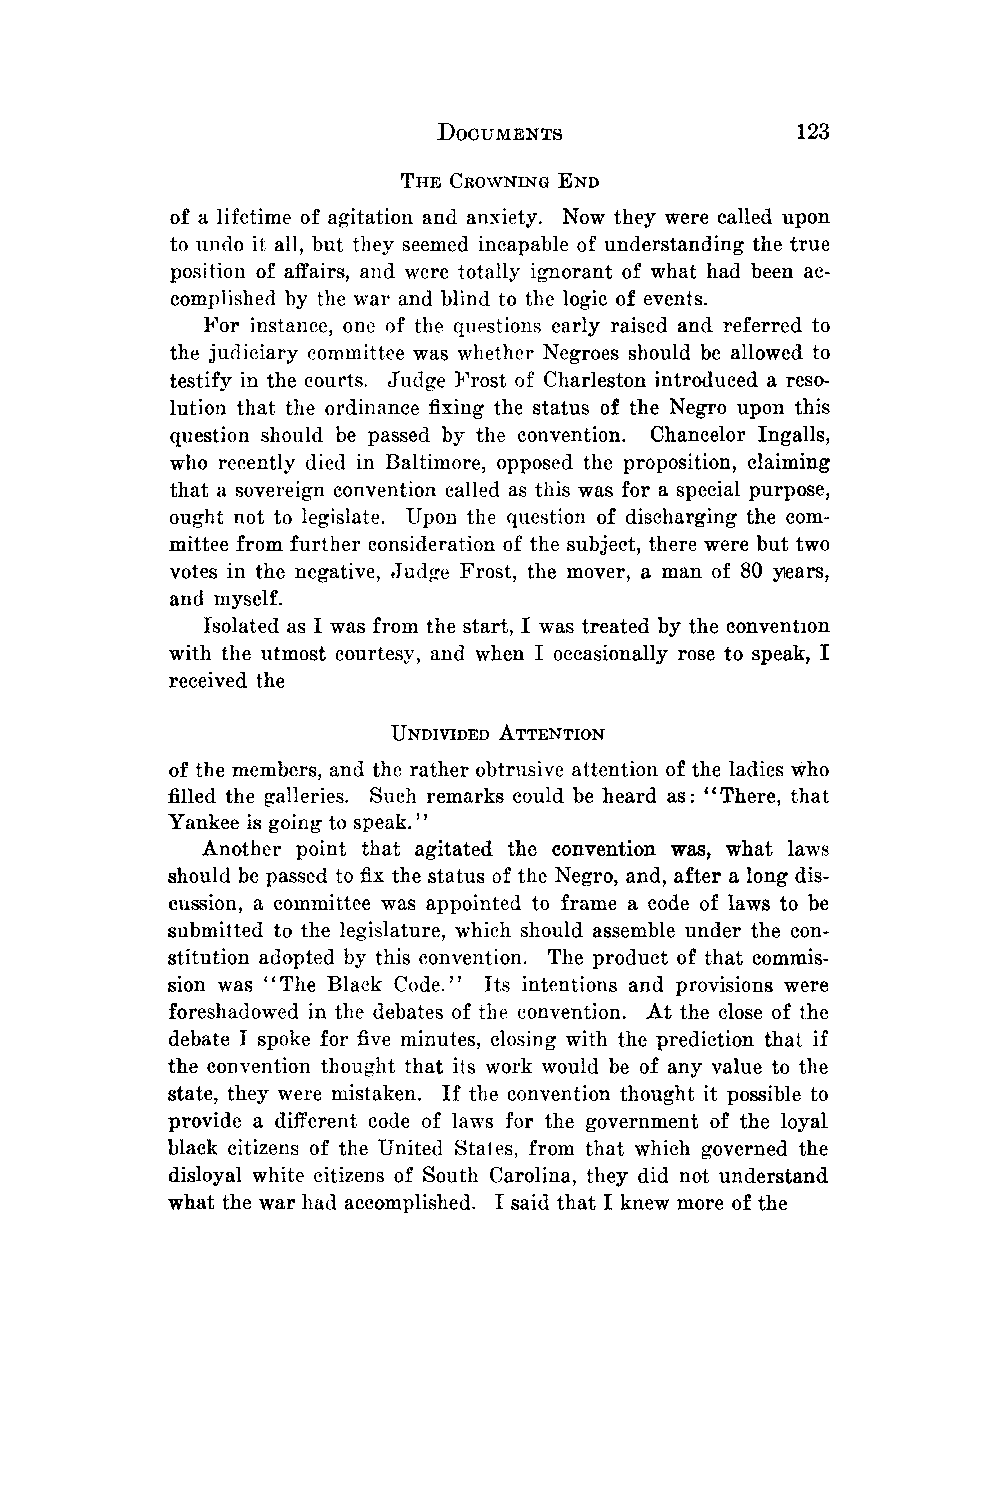 DOCUMENTS 123
THE CROWNING END
of a lifetime of agitation and anxiety. Now they were called upon
to undo it all, but they seemed incapable of understanding the true
position of affairs, and were totally ignorant of what had been ac-
complished by the war and blind to the logic of events.
For instance, one of the questions early raised and referred to
the judiciary committee was whether Negroes should be allowed to
testify in the courts. Judge Frost of Charleston introduced a reso-
lution that the ordinance fixing the status of the Negro upon this
question should be passed by the convention. Chancelor Ingalls,
who recently died in Baltimore, opposed the proposition, claiming
that a sovereign convention called as this was for a special purpose,
ought not to legislate. Upon the question of discharging the com-
mittee from further consideration of the subject, there were but two
votes in the negative, Judge Frost, the mover, a man of 80 years,
and myself.
Isolated as I was from the start, I was treated by the convention
with the utmost courtesy, and when I occasionally rose to speak, I
received the
UNDIVIDED ATTENTION
of the members, and the rather obtrusive attention of the ladies who
filled the galleries. Such remarks could be heard as: "There, that
Yankee is going to speak."
Another point that agitated the convention was, what laws
should be passed to fix the status of the Negro, and, after a long dis-
cussion, a committee was appointed to frame a code of laws to be
submitted to the legislature, which should assemble under the con-
stitution adopted by this convention. The product of that commis-
sion was "The Black Code." Its intentions and provisions were
foreshadowed in the debates of the convention. At the close of the
debate I spoke for five minutes, closing with the prediction that if
the convention thought that its work would be of any value to the
state, they were mistaken. If the convention thought it possible to
provide a different code of laws for the government of the loyal
black citizens of the United States, from that which governed the
disloyal white citizens of South Carolina, they did not understand
what the war had accomplished. I said that I knew more of the